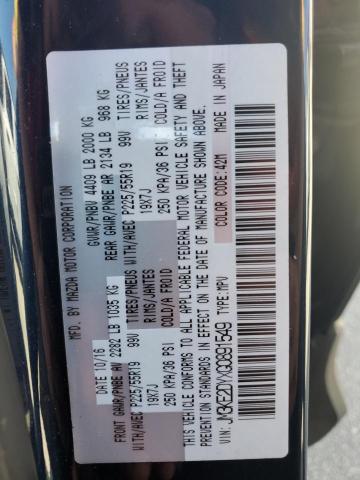 MFD. BY MAZDA MOTOR CORPORATION
DATE: 10/16 GVWR/PNBV 4409 LB 2000 KG
FRONT GAWR/PNBE AV 2282 LB 1035 KG REAR GAWR/PNBE AR 2134 LB 968 KG
WITH/AVEC P225/55R19 99V TIRES/PNEUS WITH/AVEC P225/55R19 99V TIRES/PNEUS
19X7J RIMS/JANTES 19X7J RIMS/JANTES
250 KPA/36 PSI - COLD/A FROID 250 KPA/36 PSI - COLD/A FROID
THIS VEHICLE CONFORMS TO ALL APPLICABLE FEDERAL MOTOR VEHICLE SAFETY AND THEFT
PREVENTION STANDARDS IN EFFECT ON THE DATE OF MANUFACTURE SHOWN ABOVE.
COLOR CODE:42M MADE IN JAPAN
VIN: TYPE:MPV